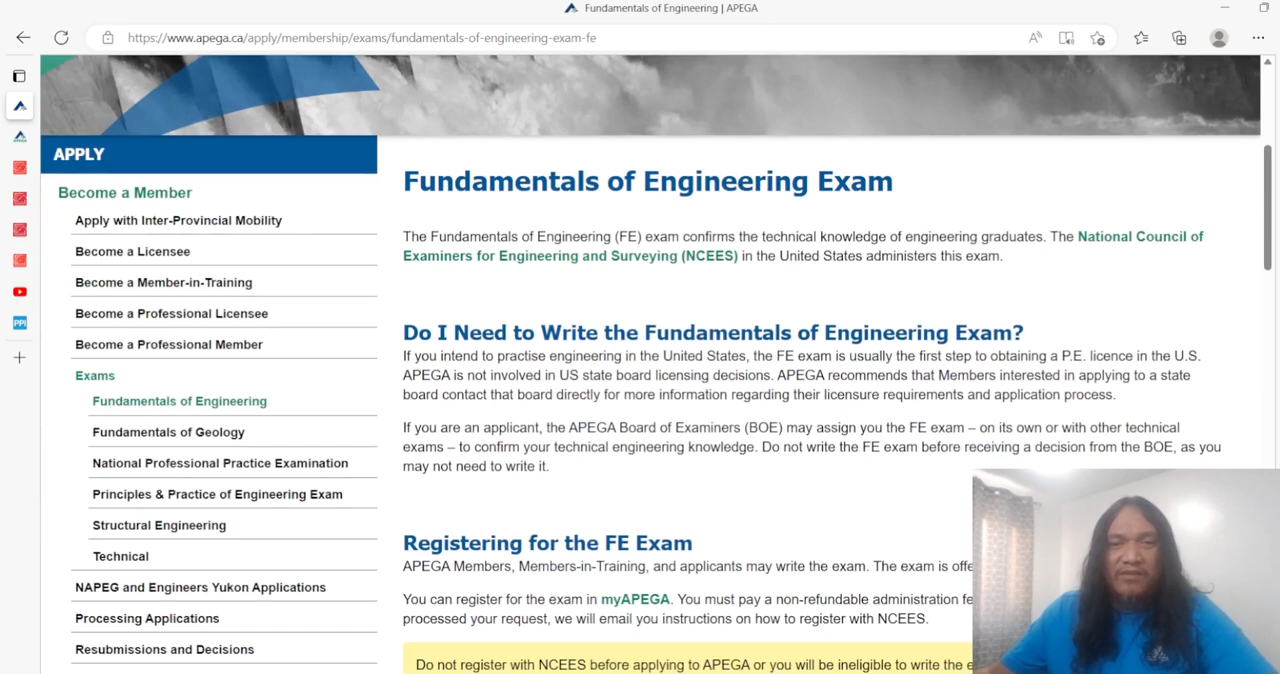 Fundamentals of Engineering | APEGA
https://www.apega.ca/apply/membership/exams/fundamentals-of-engineering-exam-fe
APPLY
Become a Member
Apply with Inter-Provincial Mobility
Become a Licensee
Become a Member-in-Training
Become a Professional Licensee
Become a Professional Member
Exams
Fundamentals of Engineering
Fundamentals of Geology
National Professional Practice Examination
Principles & Practice of Engineering Exam
Structural Engineering
Technical
NAPEG and Engineers Yukon Applications
Processing Applications
Resubmissions and Decisions
Fundamentals of Engineering Exam
The Fundamentals of Engineering (FE) exam confirms the technical knowledge of engineering graduates. The National Council of
Examiners for Engineering and Surveying (NCEES) in the United States administers this exam.
Do I Need to Write the Fundamentals of Engineering Exam?
If you intend to practise engineering in the United States, the FE exam is usually the first step to obtaining a P.E. licence in the U.S.
APEGA is not involved in US state board licensing decisions. APEGA recommends that Members interested in applying to a state
board contact that board directly for more information regarding their licensure requirements and application process.
If you are an applicant, the APEGA Board of Examiners (BOE) may assign you the FE exam – on its own or with other technical
exams – to confirm your technical engineering knowledge. Do not write the FE exam before receiving a decision from the BOE, as you
may not need to write it.
Registering for the FE Exam
APEGA Members, Members-in-Training, and applicants may write the exam. The exam is offe
You can register for the exam in myAPEGA. You must pay a non-refundable administration fe
processed your request, we will email you instructions on how to register with NCEES.
Do not register with NCEES before applying to APEGA or you will be ineligible to write the e
PPI